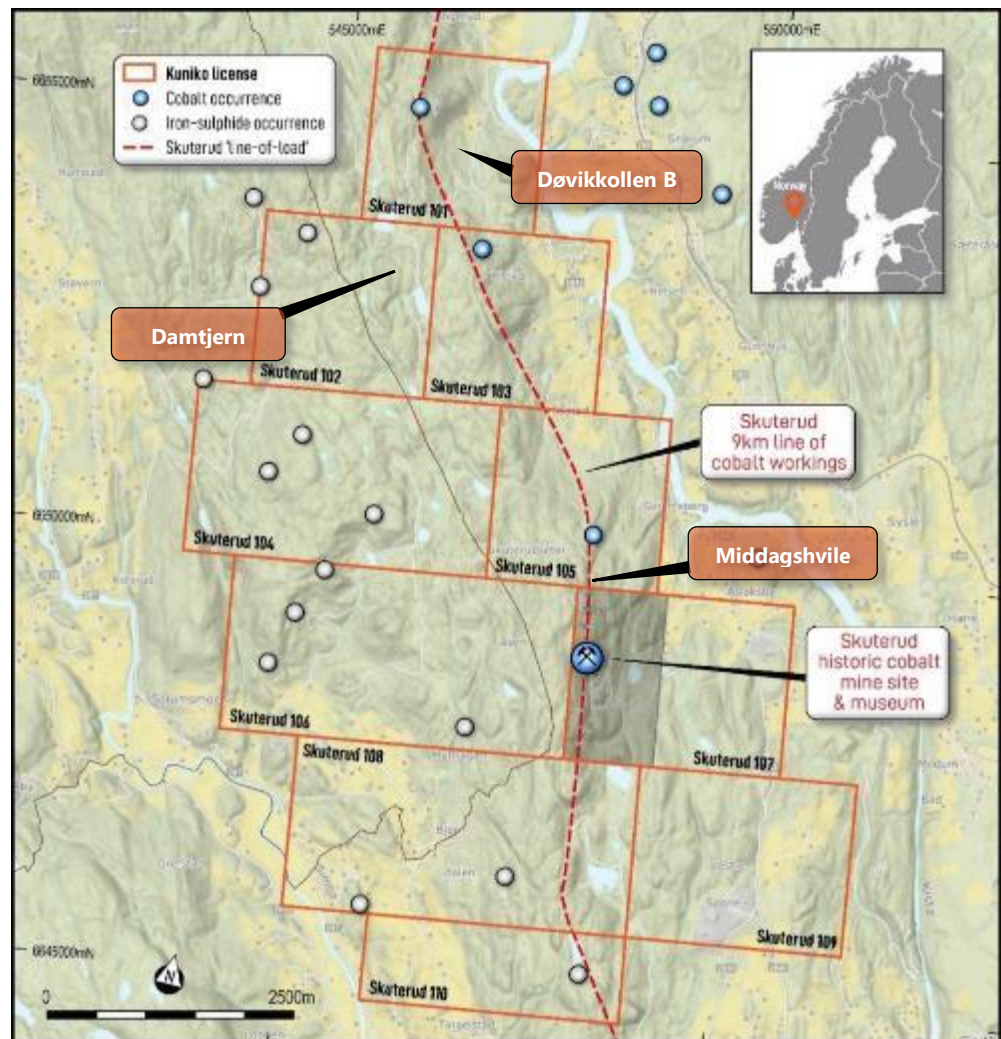 545000mE
550000mE
6655000mN
Kuniko license
Cobalt occurrence
Iron-sulphide occurrence
Skuterud 'line-of-load'
Norway
Døvikkollen B
Skuterud 101
Damtjern
Skuterud 102
Skuterud 103
Skuterud
9km line of
cobalt workings
6650000mN
Skuterud 104
Skuterud 105
Middagshvile
Skuterud
historic cobalt
mine site
& museum
Skuterud 106
Skuterud 107
Skuterud 108
6645000mN
Skuterud 109
Skuterud 110
N
0
2500m